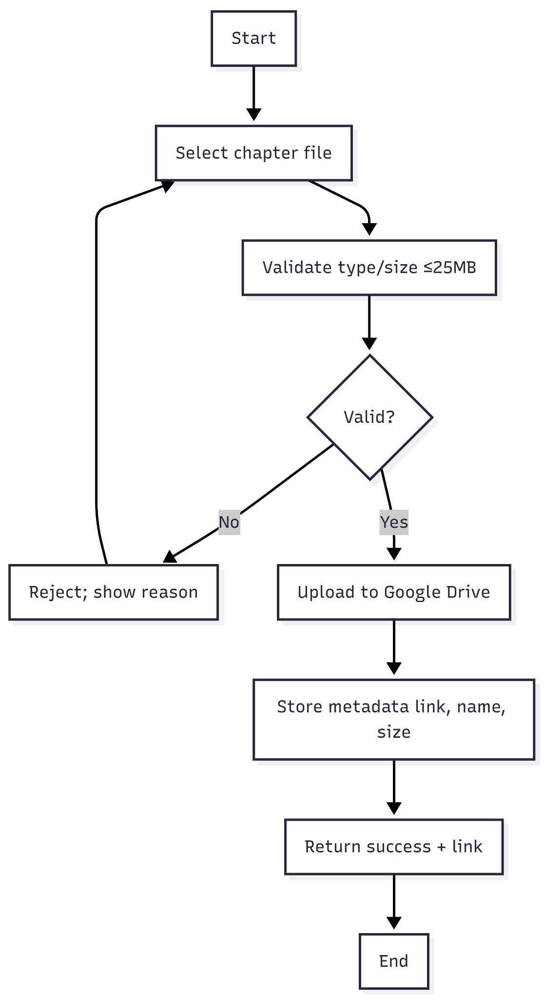 Start
Select chapter file
Validate type/size ≤25MB
Valid?
No
Yes
Reject; show reason
Upload to Google Drive
Store metadata link, name,
size
Return success + link
End